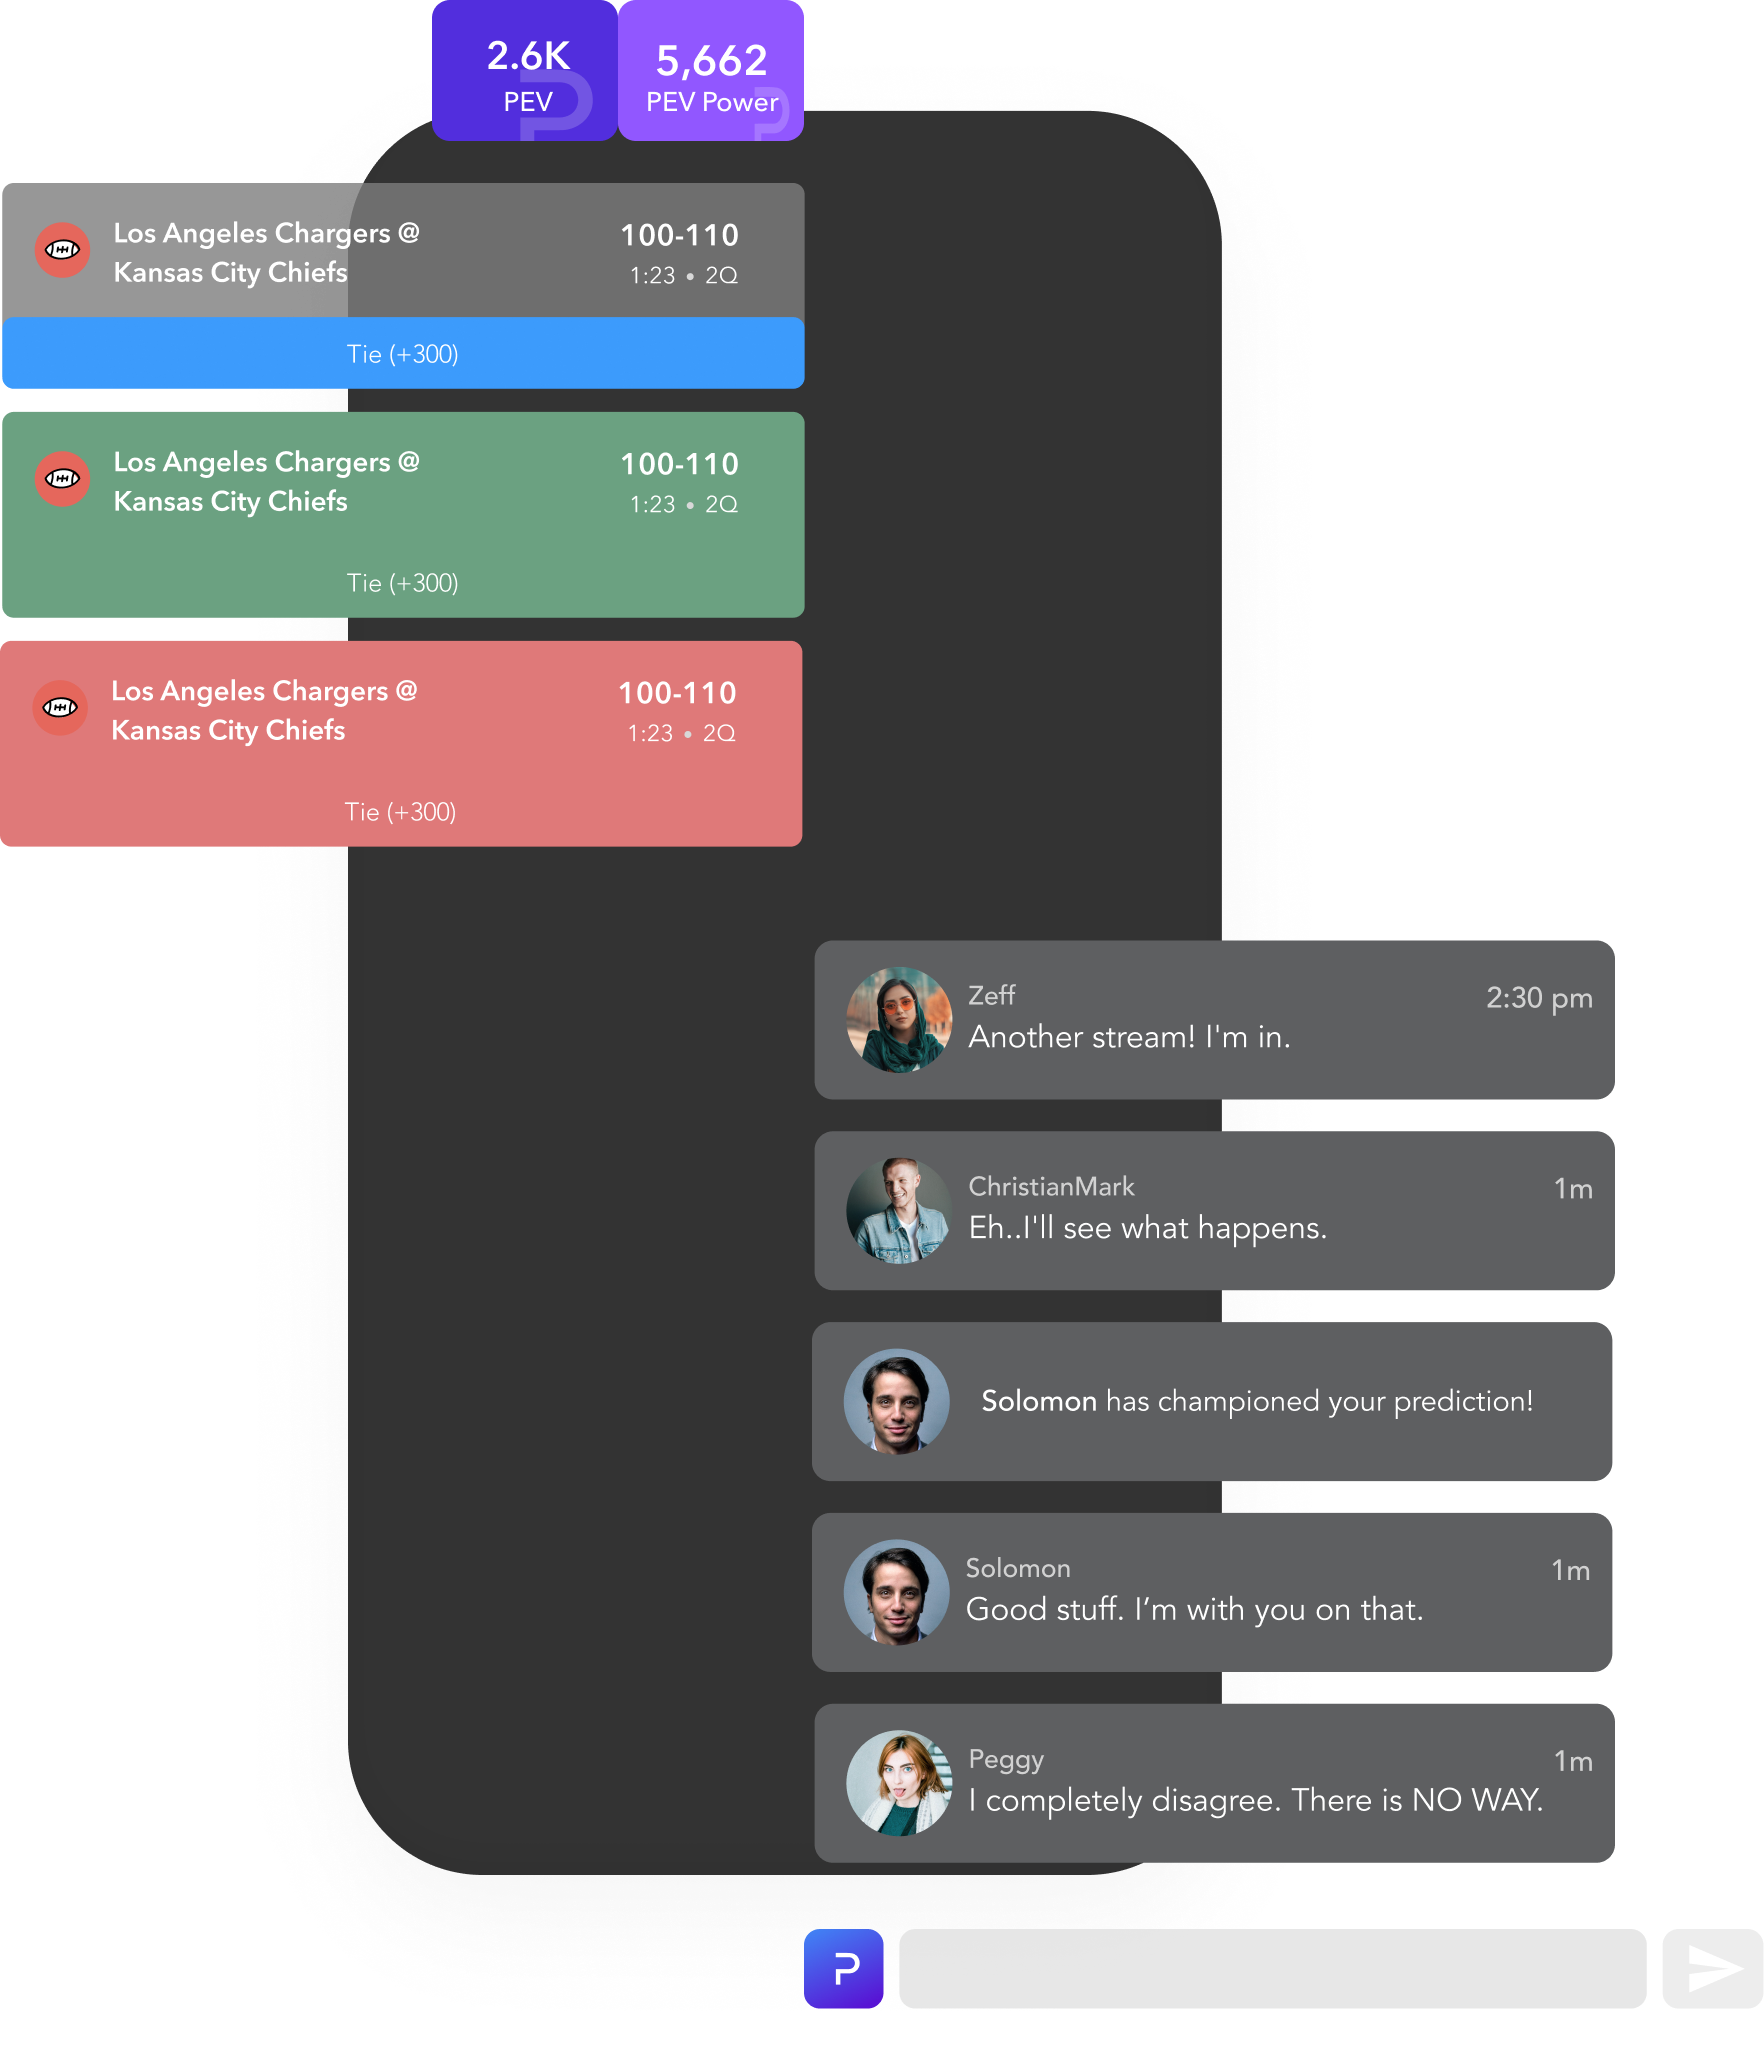 2.6K
PEV
5,662
PEV Power
Los Angeles Chargers @
Kansas City Chiefs
100-110
1:23 • 2Q
Tie (+300)
Los Angeles Chargers @
Kansas City Chiefs
100-110
1:23 • 2Q
Tie (+300)
Los Angeles Chargers @
Kansas City Chiefs
100-110
1:23 • 2Q
Tie (+300)
Zeff
2:30 pm
Another stream! I'm in.
ChristianMark
1m
Eh..I'll see what happens.
Solomon has championed your prediction!
Solomon
1m
Good stuff. I’m with you on that.
Peggy
1m
I completely disagree. There is NO WAY.
P